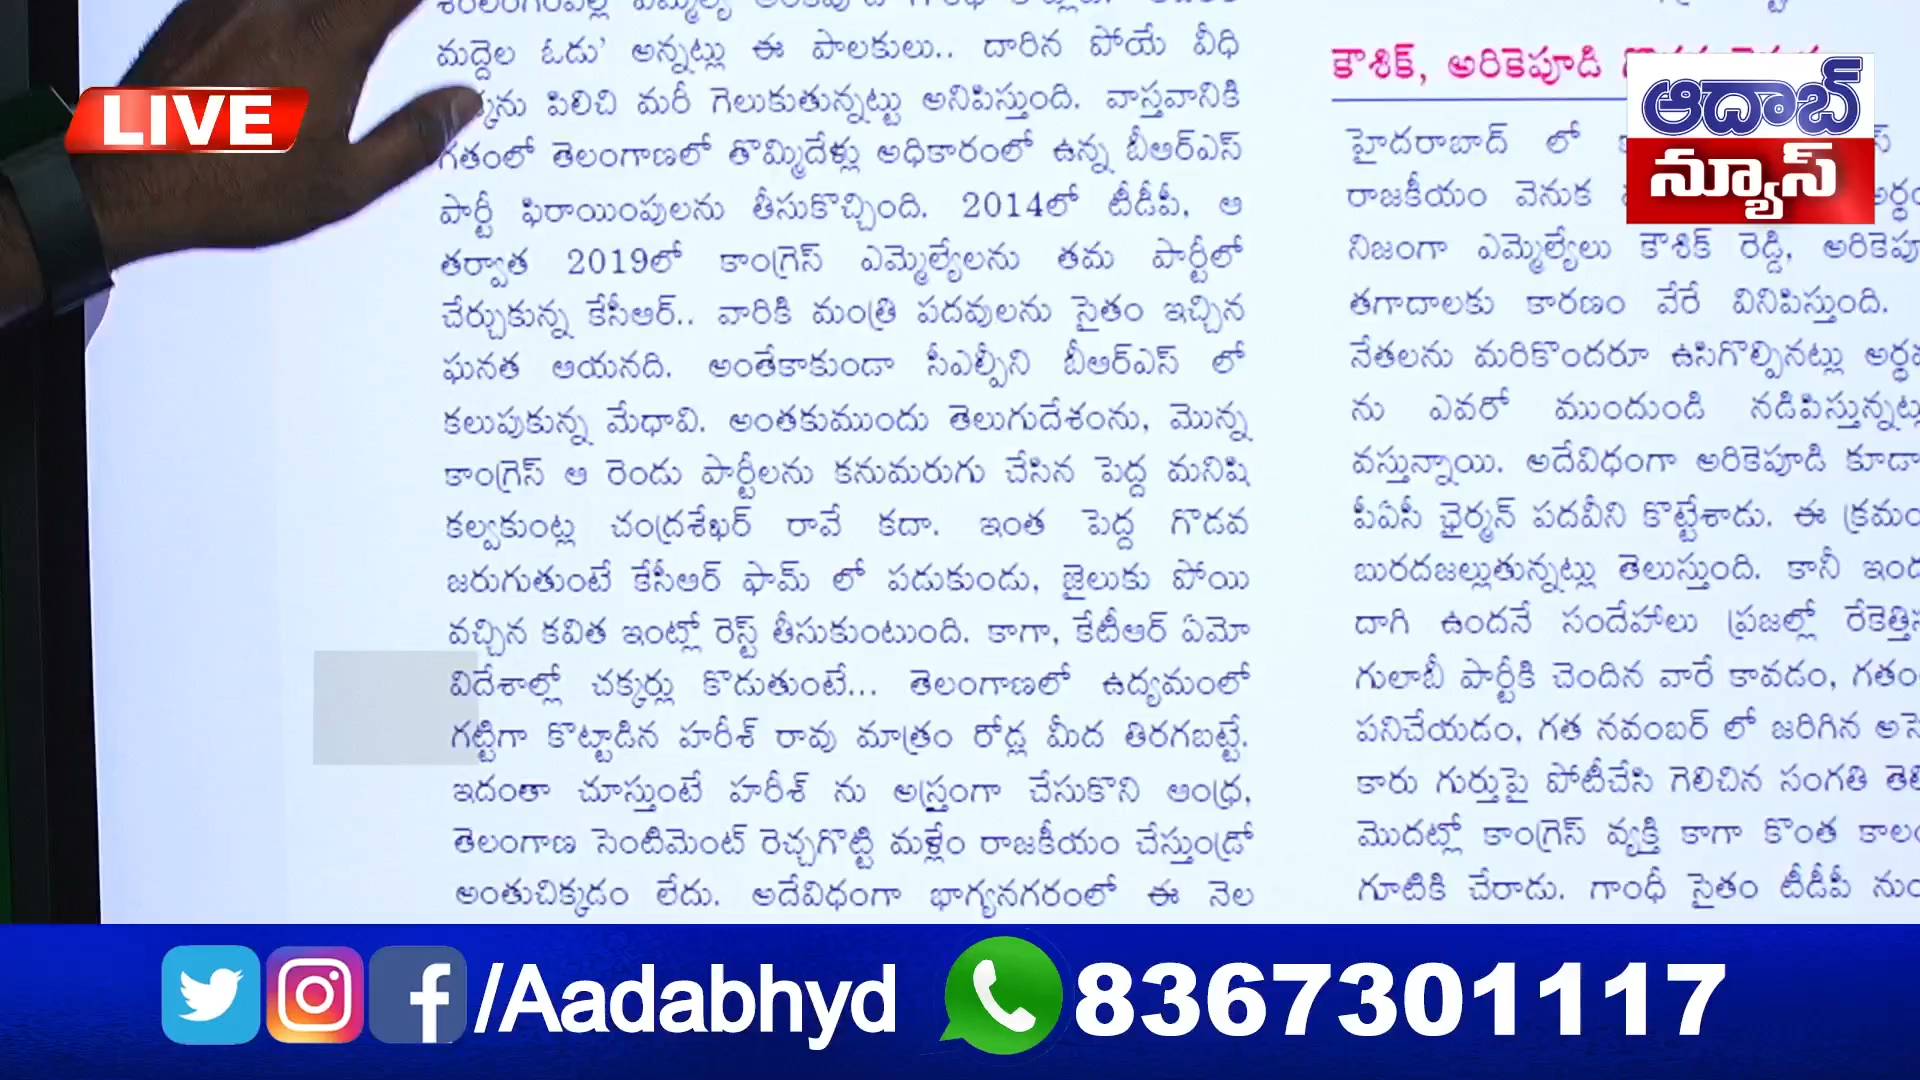 LIVE
మద్దెల ఓడు' అన్నట్లు ఈ పాలకులు.. దారిన పోయే వీధి
పిలిచి మరీ గెలుకుతున్నట్టు అనిపిస్తుంది. వాస్తవానికి
గతంలో తెలంగాణలో తొమ్మిదేళ్లు అధికారంలో ఉన్న బీఆర్ఎస్
పార్టీ ఫిరాయింపులను తీసుకొచ్చింది. 2014లో టీడీపీ, ఆ
తర్వాత 2019లో కాంగ్రెస్ ఎమ్మెల్యేలను తమ పార్టీలో
చేర్చుకున్న కేసీఆర్.. వారికి మంత్రి పదవులను సైతం ఇచ్చిన
ఘనత ఆయనది. అంతేకాకుండా సీఎల్పీని బీఆర్ఎస్ లో
కలుపుకున్న మేధావి. అంతకుముందు తెలుగుదేశంను, మొన్న
కాంగ్రెస్ ఆ రెండు పార్టీలను కనుమరుగు చేసిన పెద్ద మనిషి
కల్వకుంట్ల చంద్రశేఖర్ రావే కదా. ఇంత పెద్ద గొడవ
జరుగుతుంటే కేసీఆర్ ఫామ్ లో పడుకుండు, జైలుకు పోయి
వచ్చిన కవిత ఇంట్లో రెస్ట్ తీసుకుంటుంది. కాగా, కేటీఆర్ ఏమో
విదేశాల్లో చక్కర్లు కొడుతుంటే... తెలంగాణలో ఉద్యమంలో
గట్టిగా కొట్టాడిన హరీశ్ రావు మాత్రం రోడ్ల మీద తిరగబట్టే.
ఇదంతా చూస్తుంటే హరీశ్ ను అస్త్రంగా చేసుకొని ఆంధ్ర,
తెలంగాణ సెంటిమెంట్ రెచ్చగొట్టి మళ్లేం రాజకీయం చేస్తుండ్రో
అంతుచిక్కడం లేదు. అదేవిధంగా భాగ్యనగరంలో ఈ నెల
కౌశిక్, అరికెపూడి
హైదరాబాద్ లో
రాజకీయం వెనుక
నిజంగా ఎమ్మెల్యేలు కౌశిక్ రెడ్డి,
తగాదాలకు కారణం వేరే వినిపిస్తుంది.
నేతలను మరికొందరూ ఉసిగొల్పినట్లు
ను ఎవరో ముందుండి
వస్తున్నాయి. అదేవిధంగా అరికెపూడి కూడా
పీఏసీ ఛైర్మన్ పదవీని కొట్టేశాడు. ఈ
బురదజల్లుతున్నట్లు తెలుస్తుంది. కానీ
దాగి ఉందనే సందేహాలు ప్రజల్లో
గులాబీ పార్టీకి చెందిన వారే కావడం,
పనిచేయడం, గత నవంబర్ లో జరిగిన
కారు గుర్తుపై పోటీచేసి గెలిచిన సంగతి
మొదట్లో కాంగ్రెస్ వ్యక్తి కాగా కొంత
గూటికి చేరాడు. గాంధీ సైతం టీడీపీ
ఆదాబ్
న్యూస్
/Aadabhyd
8367301117